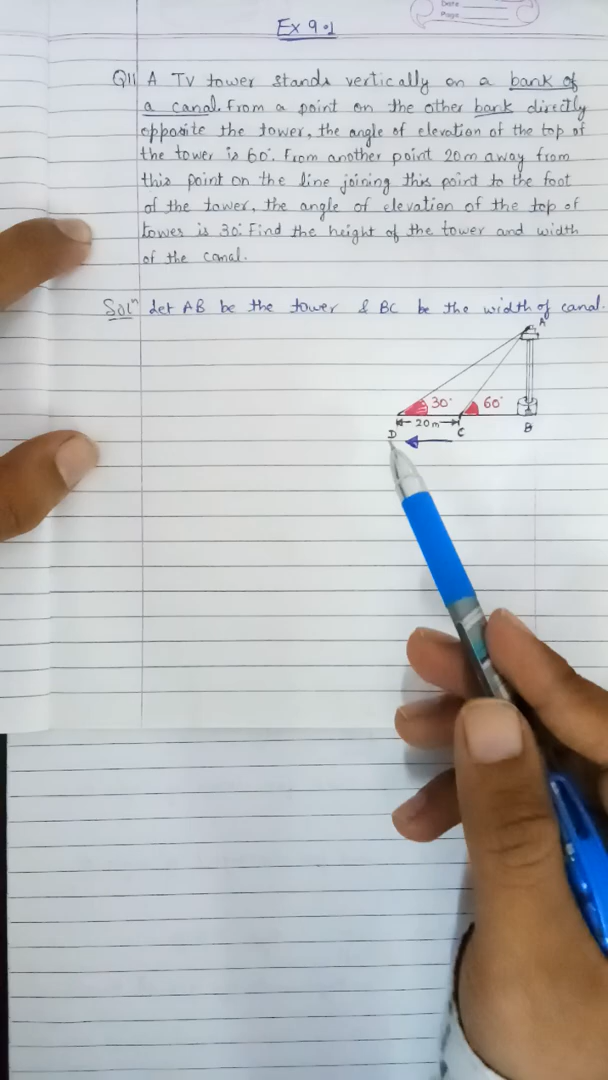 Date
Page
Ex 9.1
Q11 A TV tower stands vertically on a bank of
a canal. From a point on the other bank directly
opposite the tower, the angle of elevation of the top of
the tower is 60°. From another point 20m away from
this point on the line joining this point to the foot
of the tower, the angle of elevation of the top of
tower is 30°. Find the height of the tower and width
of the canal.
Solⁿ Let AB be the tower & BC be the width of canal.
A
30° 60°
20m
D C B